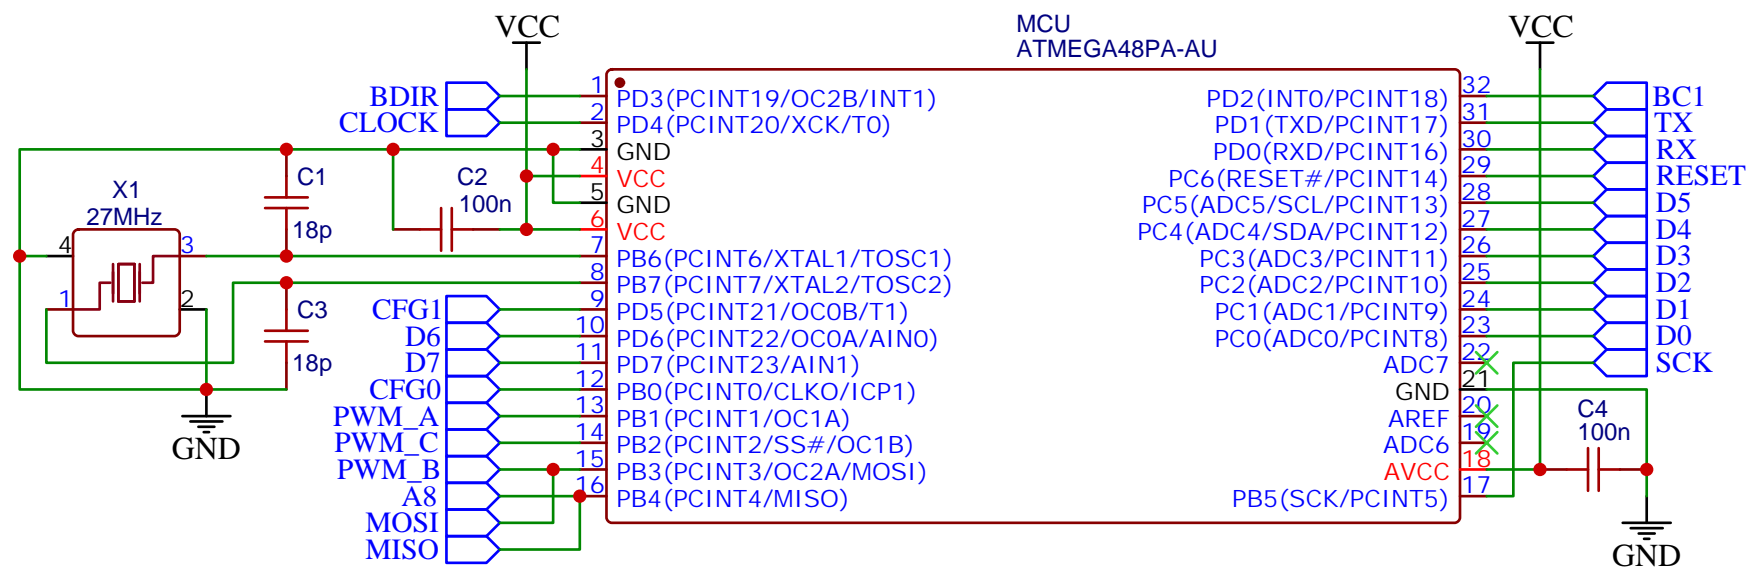 VCC
MCU
ATMEGA48PA-AU
VCC
BDIR
CLOCK
1
2
3
4
5
6
7
8
9
10
11
12
13
14
15
16
PD3(PCINT19/OC2B/INT1)
PD4(PCINT20/XCK/T0)
GND
VCC
GND
VCC
PB6(PCINT6/XTAL1/TOSC1)
PB7(PCINT7/XTAL2/TOSC2)
PD5(PCINT21/OC0B/T1)
PD6(PCINT22/OC0A/AIN0)
PD7(PCINT23/AIN1)
PB0(PCINT0/CLKO/ICP1)
PB1(PCINT1/OC1A)
PB2(PCINT2/SS#/OC1B)
PB3(PCINT3/OC2A/MOSI)
PB4(PCINT4/MISO)
X1
27MHz
4
3
1
2
C1
18p
C2
100n
C3
18p
GND
CFG1
D6
D7
CFG0
PWM_A
PWM_C
PWM_B
A8
MOSI
MISO
PD2(INT0/PCINT18)
PD1(TXD/PCINT17)
PD0(RXD/PCINT16)
PC6(RESET#/PCINT14)
PC5(ADC5/SCL/PCINT13)
PC4(ADC4/SDA/PCINT12)
PC3(ADC3/PCINT11)
PC2(ADC2/PCINT10)
PC1(ADC1/PCINT9)
PC0(ADC0/PCINT8)
ADC7
GND
AREF
ADC6
AVCC
PB5(SCK/PCINT5)
32
31
30
29
28
27
26
25
24
23
22
21
20
19
18
17
BC1
TX
RX
RESET
D5
D4
D3
D2
D1
D0
SCK
C4
100n
GND